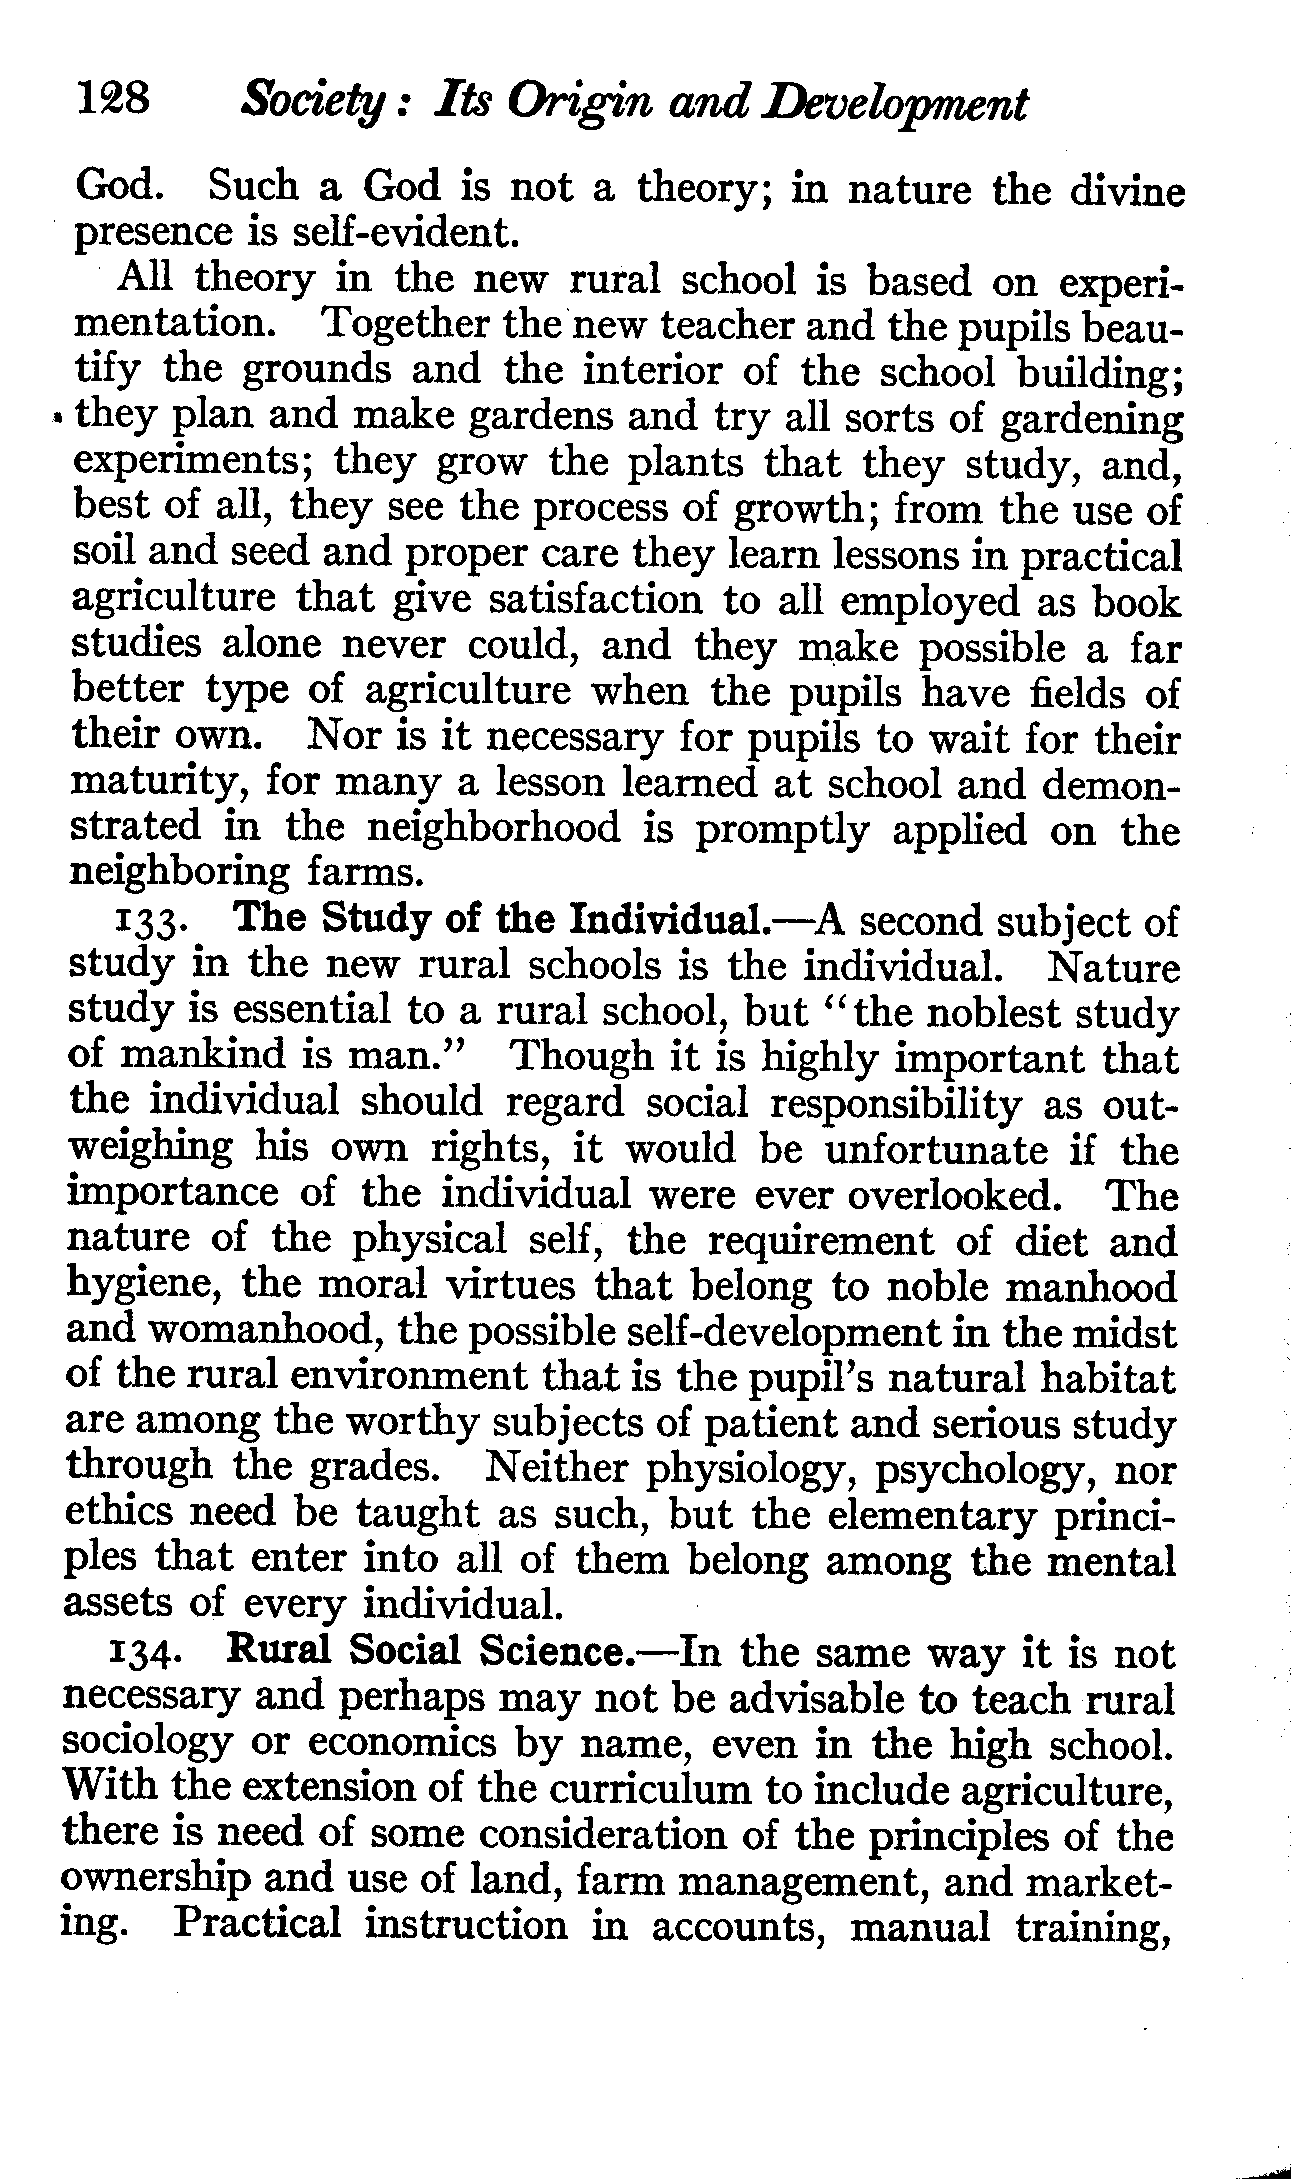 128 Society: Its Origin and Development
God. Such a God is not a theory; in nature the divine
presence is self-evident.
All theory in the new rural school is based on experi-
mentation. Together the new teacher and the pupils beau-
tify the grounds and the interior of the school building;
they plan and make gardens and try all sorts of gardening
experiments; they grow the plants that they study, and,
best of all, they see the process of growth; from the use of
soil and seed and proper care they learn lessons in practical
agriculture that give satisfaction to all employed as book
studies alone never could, and they make possible a far
better type of agriculture when the pupils have fields of
their own. Nor is it necessary for pupils to wait for their
maturity, for many a lesson learned at school and demon-
strated in the neighborhood is promptly applied on the
neighboring farms.
133. The Study of the Individual.—A second subject of
study in the new rural schools is the individual. Nature
study is essential to a rural school, but "the noblest study
of mankind is man." Though it is highly important that
the individual should regard social responsibility as out-
weighing his own rights, it would be unfortunate if the
importance of the individual were ever overlooked. The
nature of the physical self, the requirement of diet and
hygiene, the moral virtues that belong to noble manhood
and womanhood, the possible self-development in the midst
of the rural environment that is the pupil's natural habitat
are among the worthy subjects of patient and serious study
through the grades. Neither physiology, psychology, nor
ethics need be taught as such, but the elementary princi-
ples that enter into all of them belong among the mental
assets of every individual.
134. Rural Social Science.—In the same way it is not
necessary and perhaps may not be advisable to teach rural
sociology or economics by name, even in the high school.
With the extension of the curriculum to include agriculture,
there is need of some consideration of the principles of the
ownership and use of land, farm management, and market-
ing. Practical instruction in accounts, manual training,